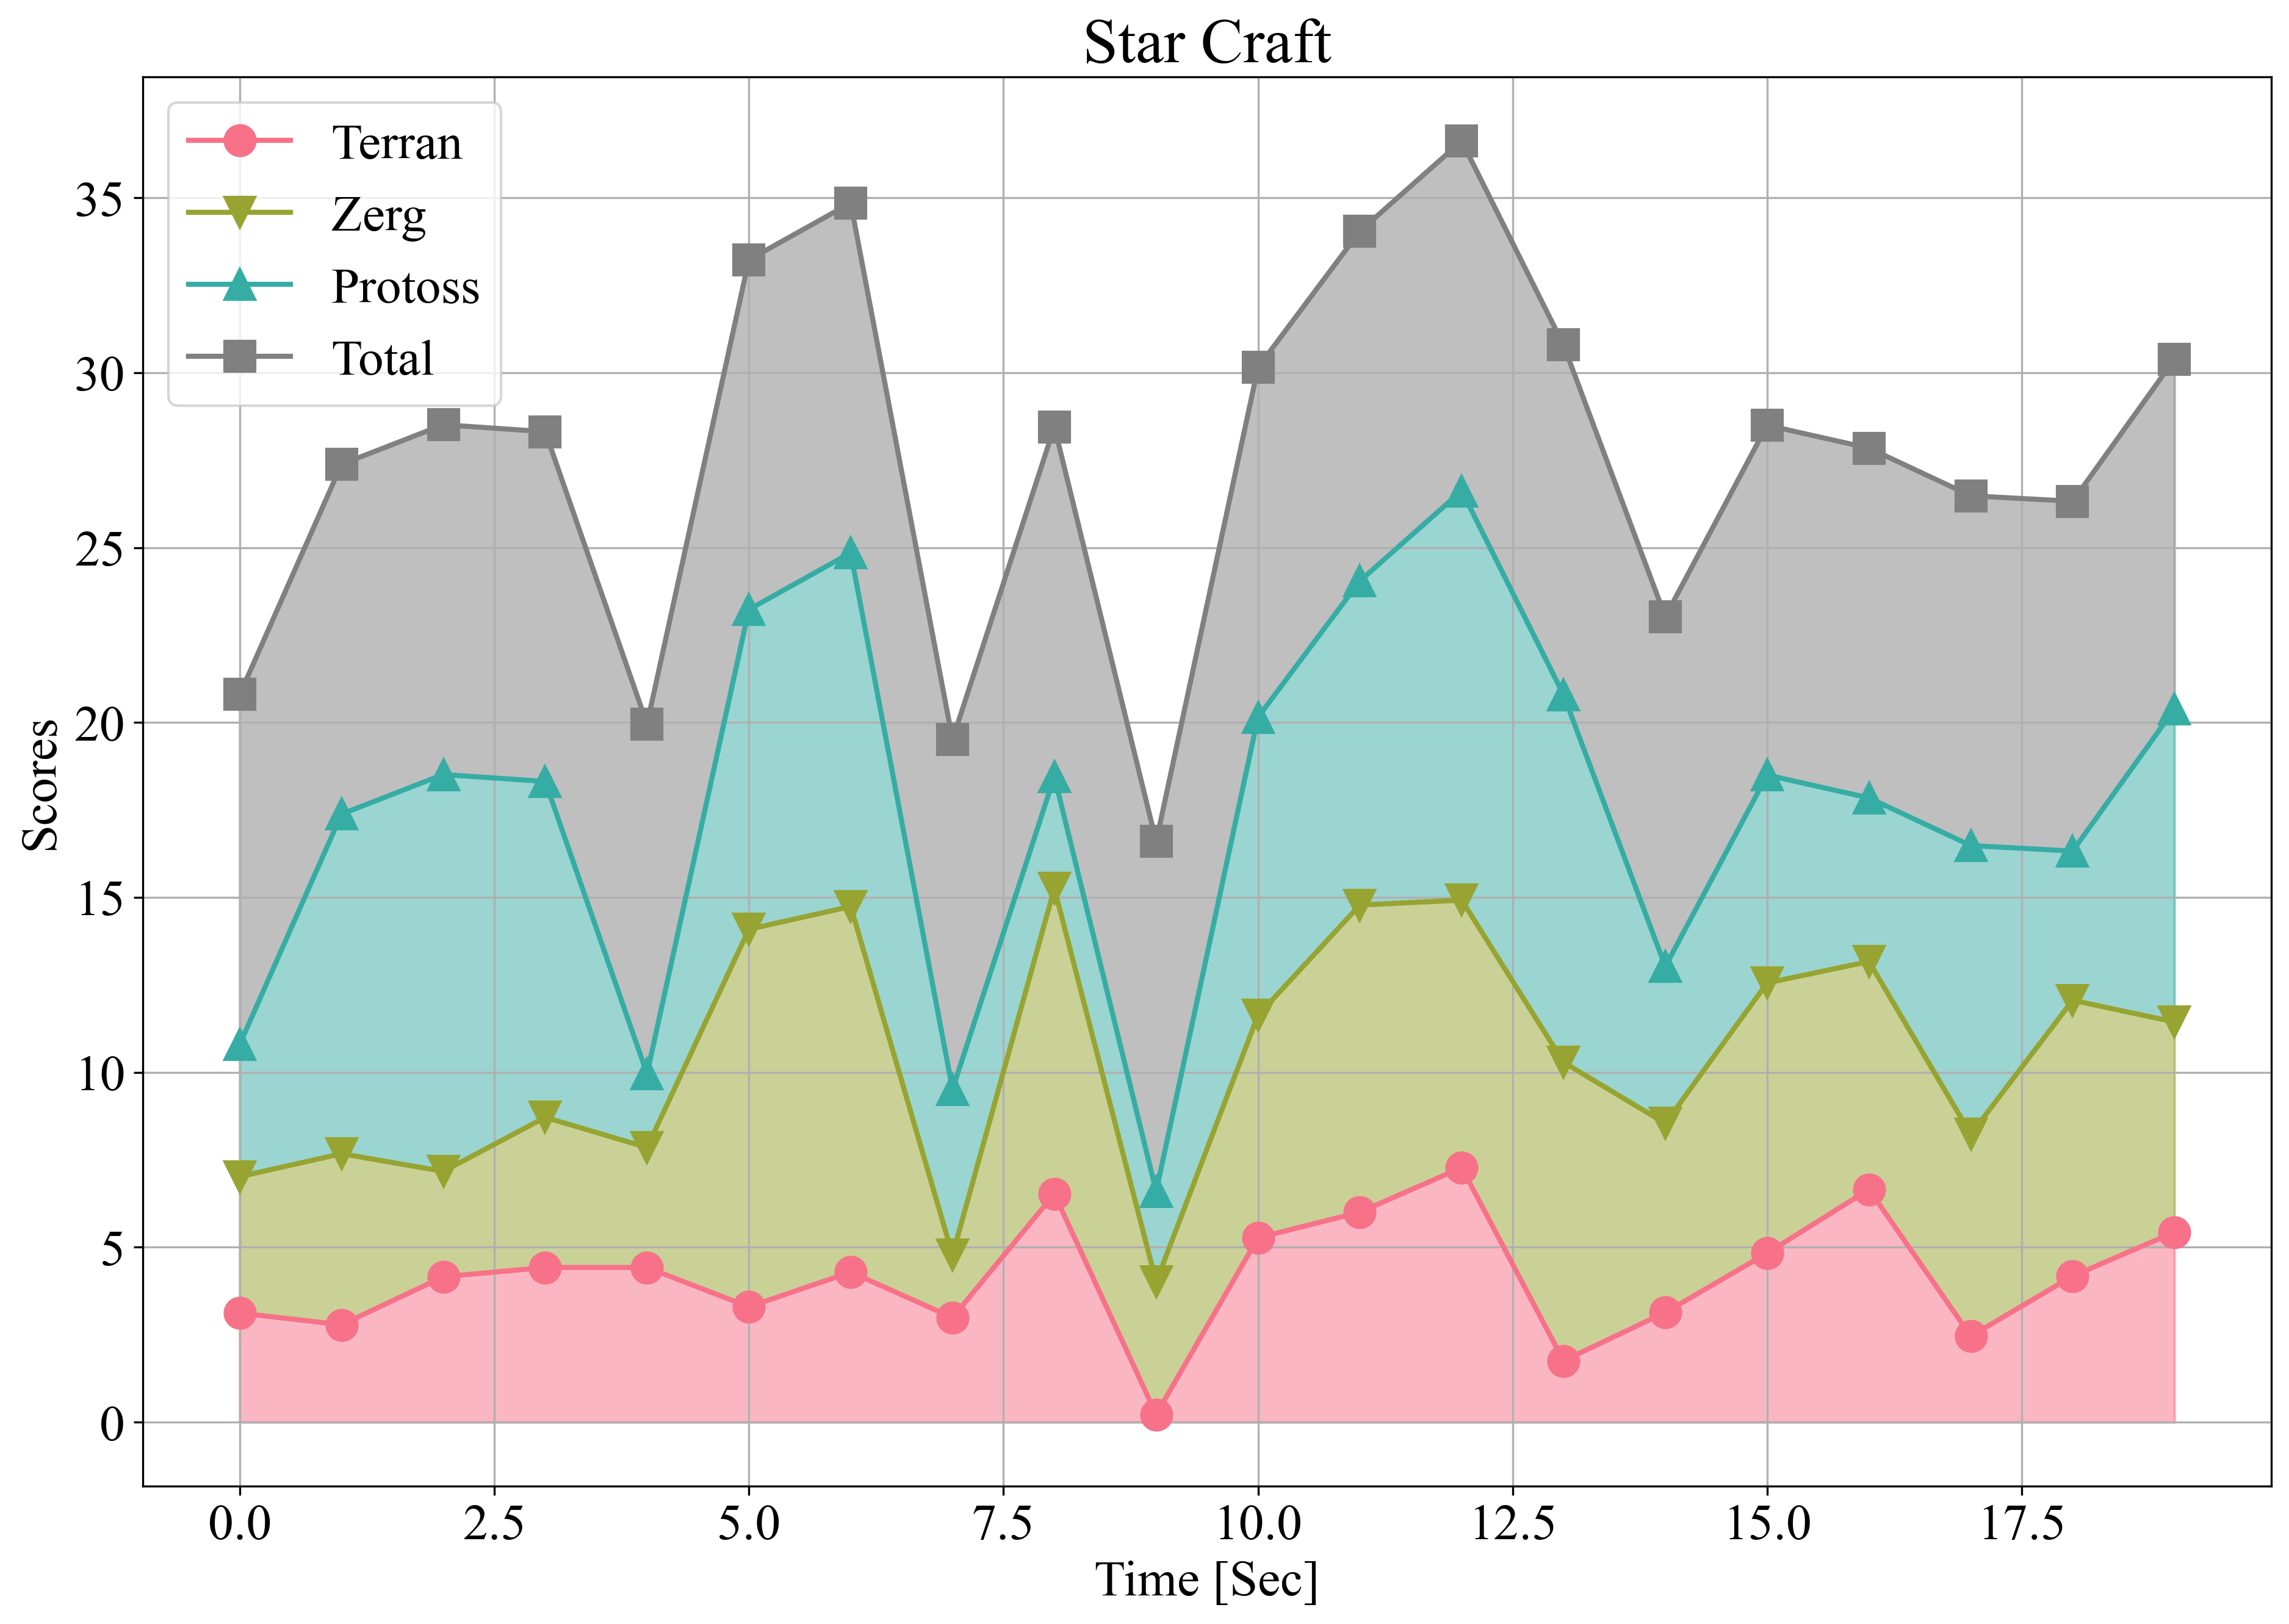 Star Craft
Terran
Zerg
Protoss
Total
35
30
25
20
15
10
5
0
Scores
0.0 2.5 5.0 7.5 10.0 12.5 15.0 17.5
Time [Sec]